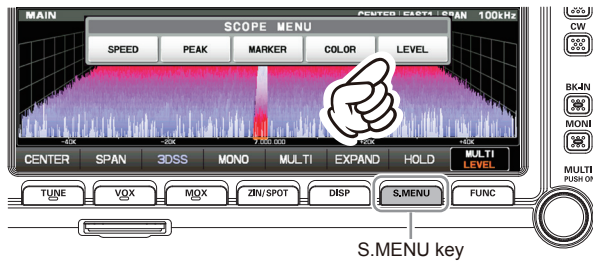 MAIN CENTER FAST1 SPAN 100kHz
SCOPE MENU
SPEED PEAK MARKER COLOR LEVEL
-40K -20K 7.000.000 +20K +40K
CENTER SPAN 3DSS MONO MULTI EXPAND HOLD MULTI
LEVEL
TUNE VOX MOX ZIN/SPOT DISP S.MENU FUNC
S.MENU key
CW
BK-IN
MONI
MULTI
PUSH ON